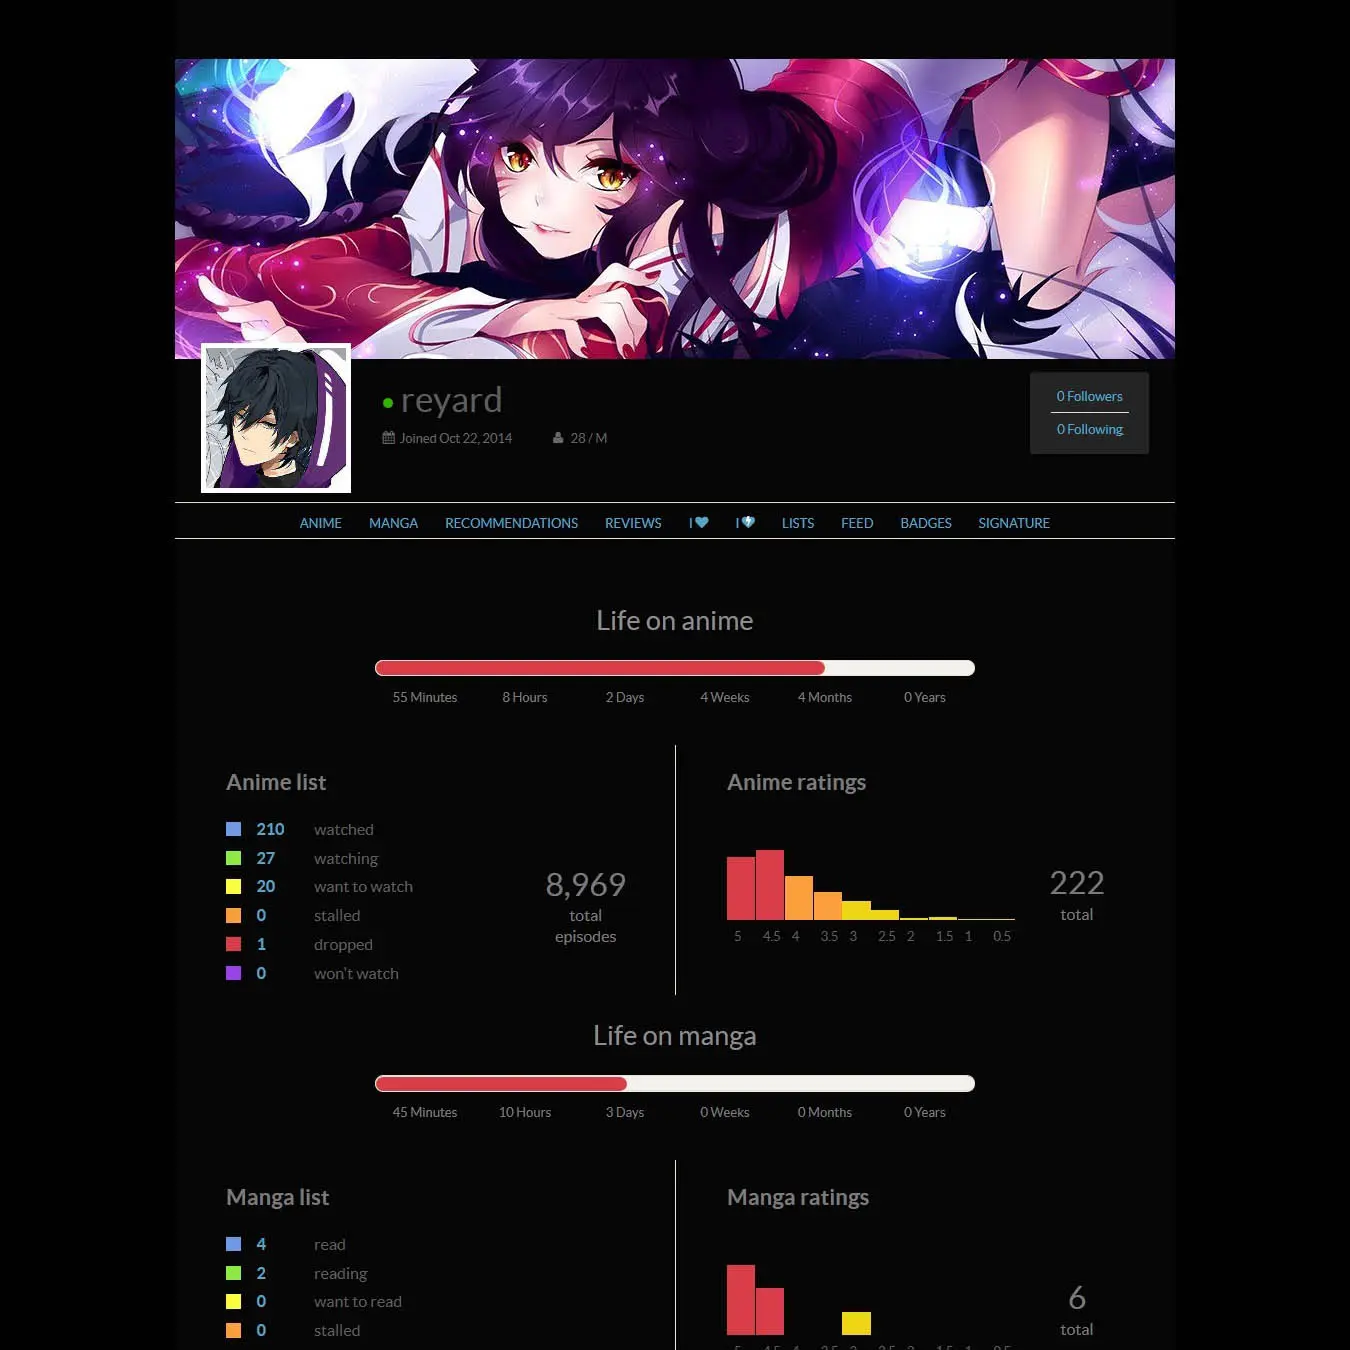 reyard
Joined Oct 22, 2014 28 / M
0 Followers
0 Following
ANIME MANGA RECOMMENDATIONS REVIEWS I I LISTS FEED BADGES SIGNATURE
Life on anime
55 Minutes 8 Hours 2 Days 4 Weeks 4 Months 0 Years
Anime list
210 watched
27 watching
20 want to watch
0 stalled
1 dropped
0 won't watch
8,969
total
episodes
Anime ratings
5 4.5 4 3.5 3 2.5 2 1.5 1 0.5
222
total
Life on manga
45 Minutes 10 Hours 3 Days 0 Weeks 0 Months 0 Years
Manga list
4 read
2 reading
0 want to read
0 stalled
Manga ratings
6
total